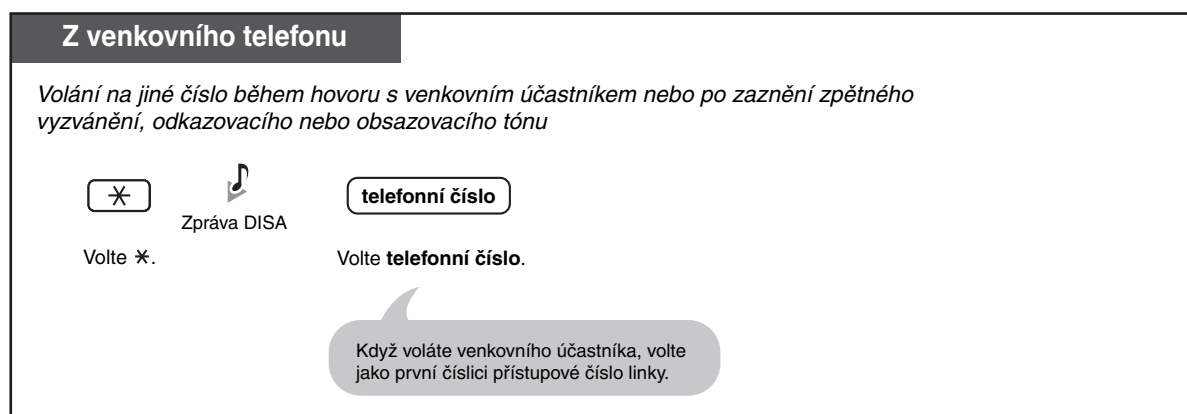 Z venkovního telefonu
Volání na jiné číslo během hovoru s venkovním účastníkem nebo po zaznění zpětného
vyzvánění, odkazovacího nebo obsazovacího tónu
telefonní číslo
Zpráva DISA
Volte ✳.
Volte telefonní číslo.
Když voláte venkovního účastníka, volte
jako první číslici přístupové číslo linky.